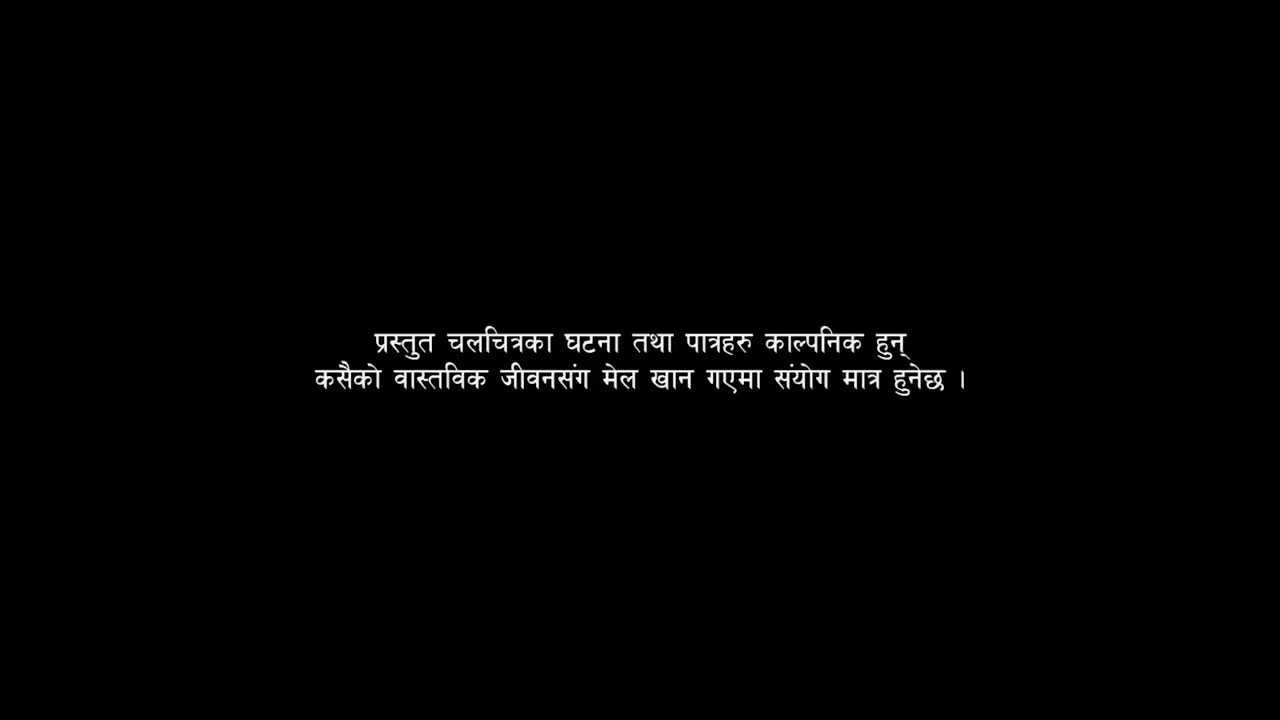 प्रस्तुत चलचित्रका घटना तथा पात्रहरु काल्पनिक हुन्
कसैको वास्तविक जीवनसंग मेल खान गएमा संयोग मात्र हुनेछ ।